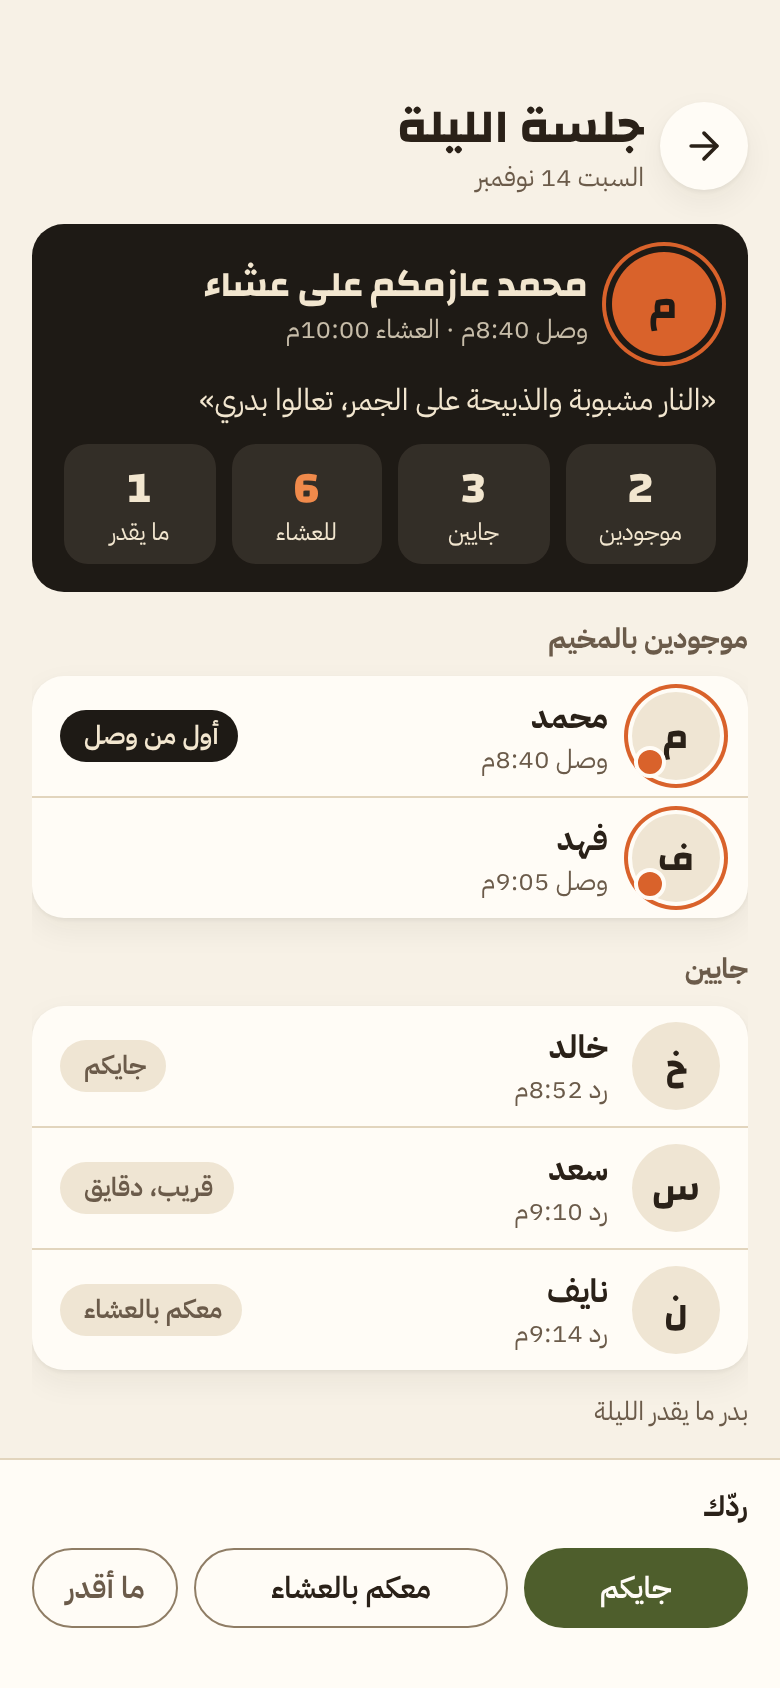 جلسة الليلة
السبت 14 نوفمبر
م
محمد عازمكم على عشاء
وصل 8:40م · العشاء 10:00م
«النار مشبوبة والذبيحة على الجمر، تعالوا بدري»
2
موجودين
3
جايين
6
للعشاء
1
ما يقدر
موجودين بالمخيم
م
محمد
وصل 8:40م
أول من وصل
ف
فهد
وصل 9:05م
جايين
خ
خالد
رد 8:52م
جايكم
س
سعد
رد 9:10م
قريب، دقايق
ن
نايف
رد 9:14م
معكم بالعشاء
بدر ما يقدر الليلة
ردّك
جايكم
معكم بالعشاء
ما أقدر